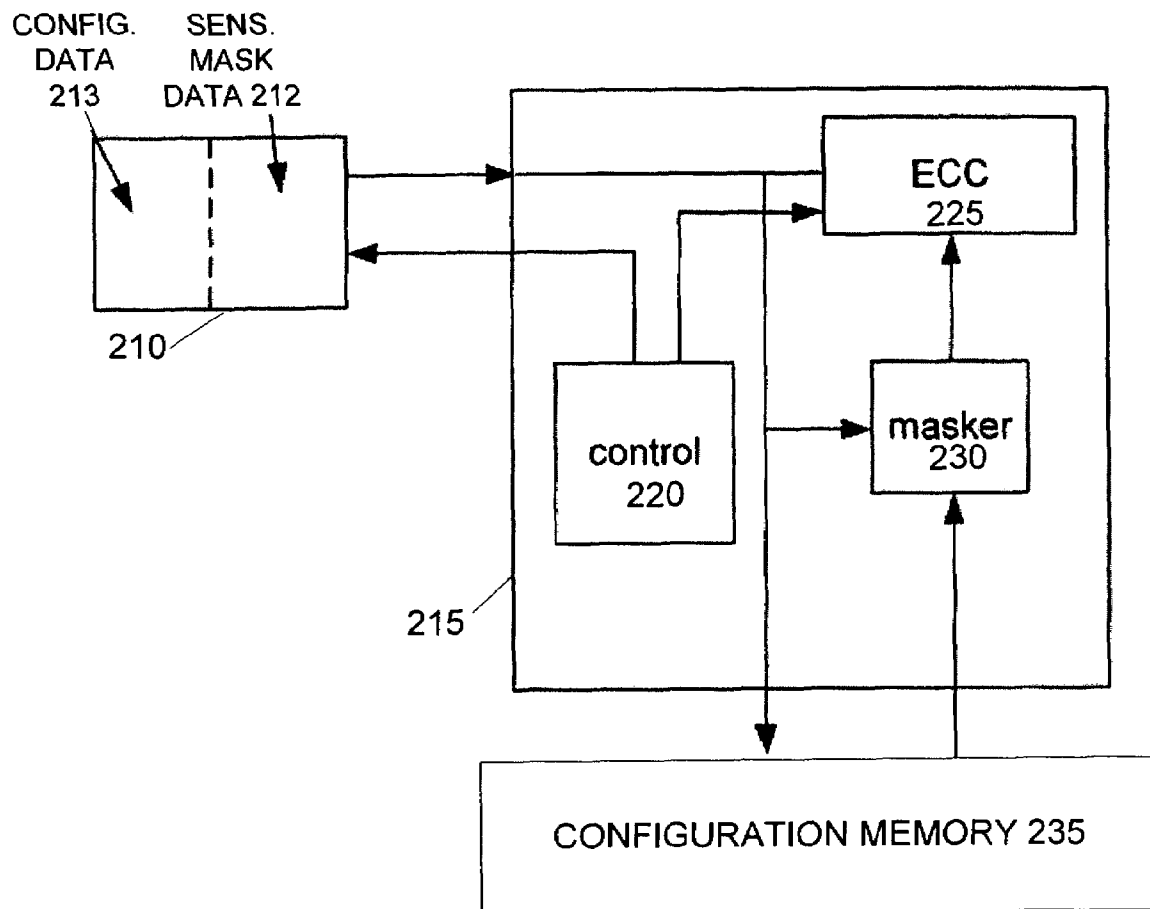 CONFIG.
DATA
213
SENS.
MASK
DATA 212
210
ECC
225
control
220
masker
230
215
CONFIGURATION MEMORY 235